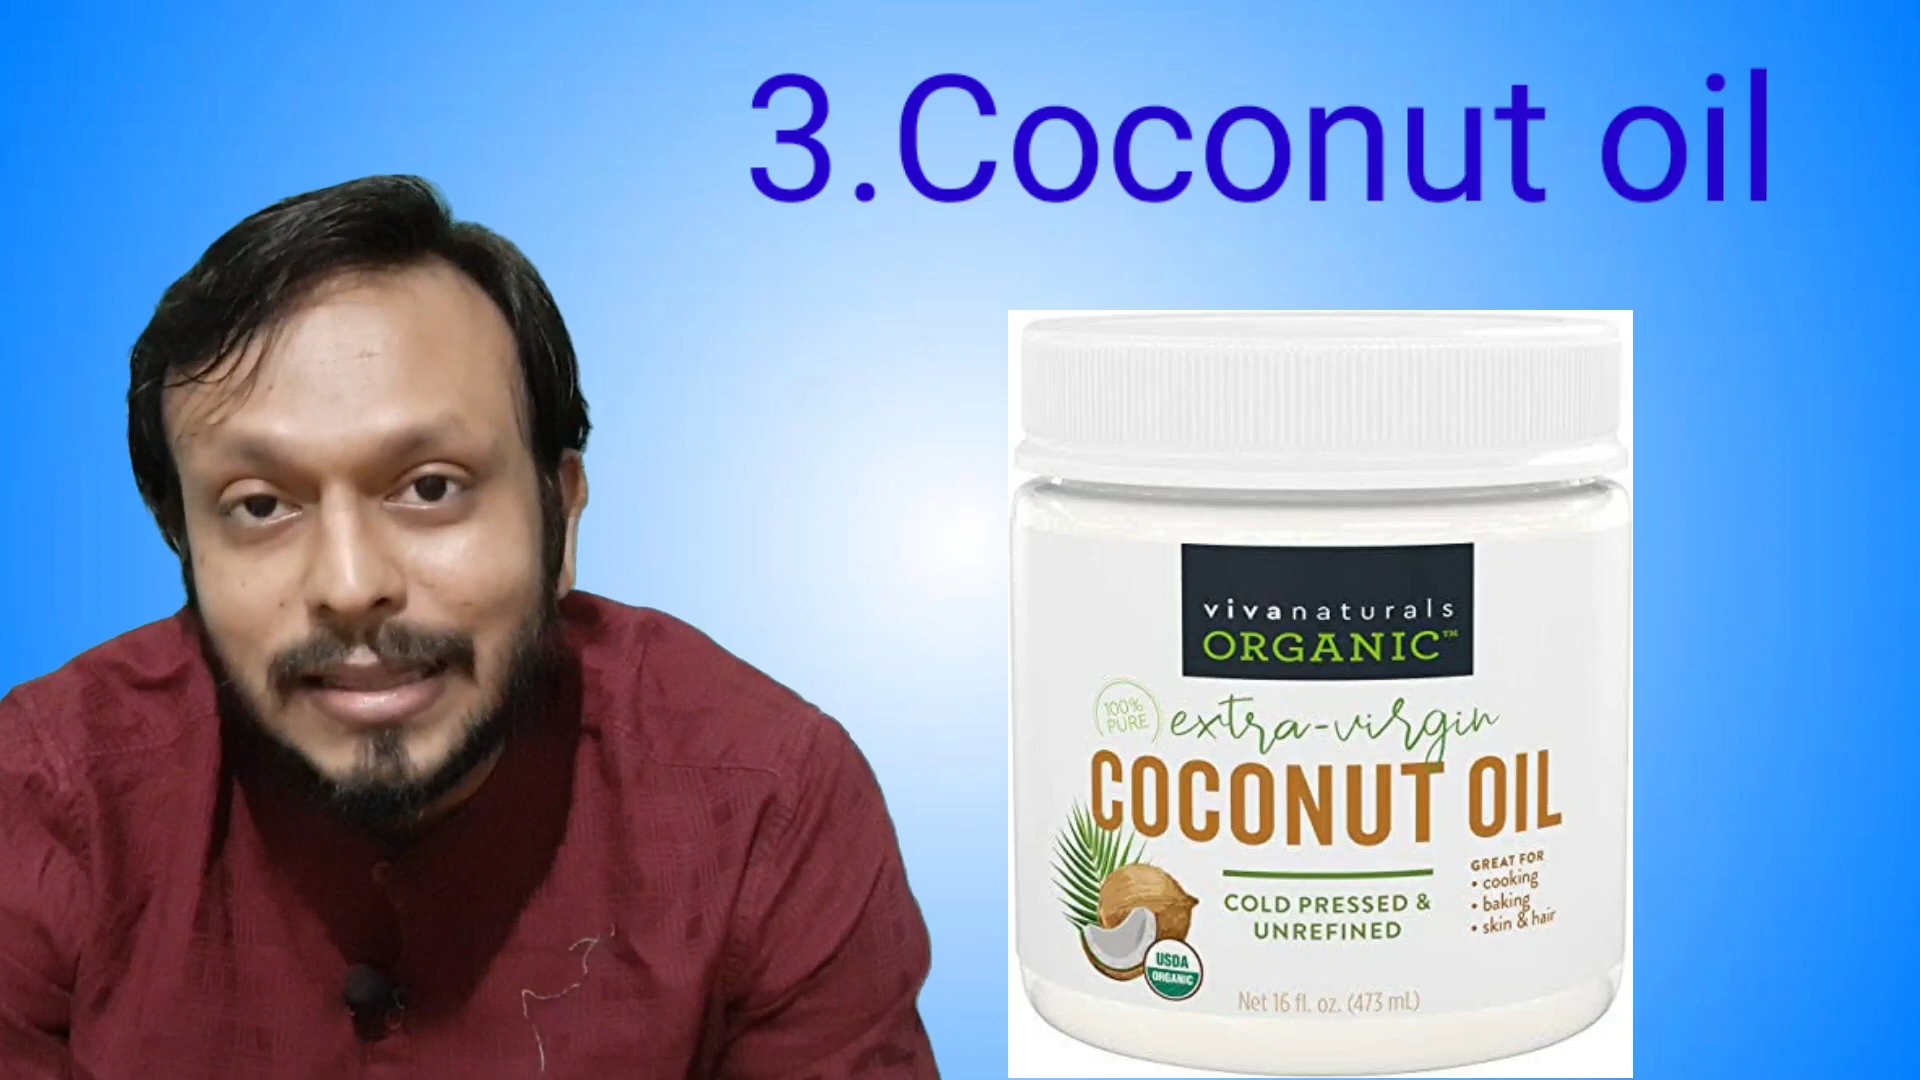 3.Coconut oil
vivanaturals
ORGANIC™
100%
PURE
extra-virgin
COCONUT OIL
COLD PRESSED &
UNREFINED
GREAT FOR
• cooking
• baking
• skin & hair
USDA
ORGANIC
Net 16 fl. oz. (473 mL)